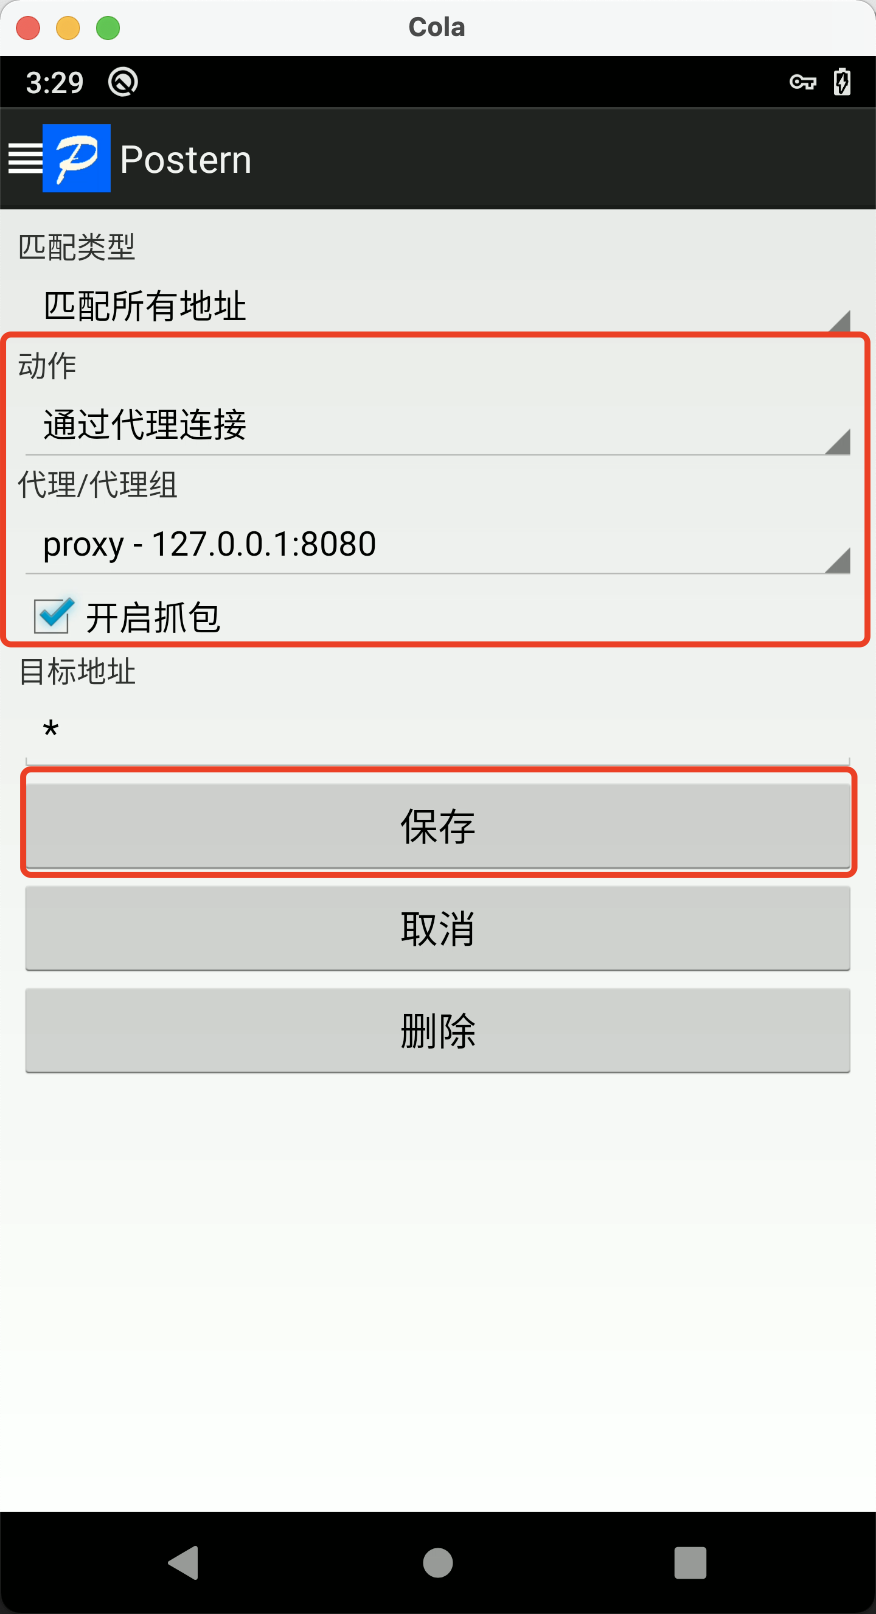 Cola
3:29
Postern
匹配类型
匹配所有地址
动作
通过代理连接
代理/代理组
proxy - 127.0.0.1:8080
开启抓包
目标地址
*
保存
取消
删除